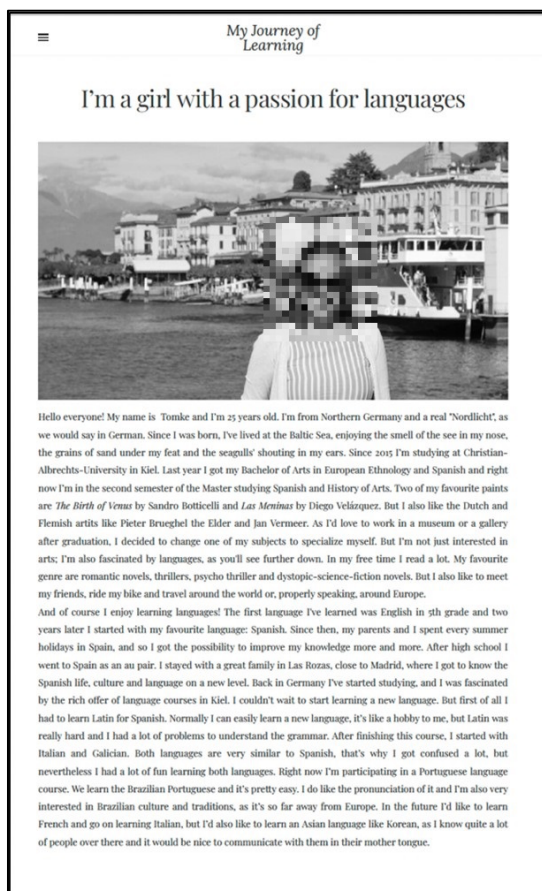 My Journey of
Learning
I'm a girl with a passion for languages
Hello everyone! My name is Tomke and I'm 25 years old. I'm from Northern Germany and a real "Nordlicht", as
we would say in German. Since I was born, I've lived at the Baltic Sea, enjoying the smell of the see in my nose,
the grains of sand under my feat and the seagulls' shouting in my ears. Since 2015 I'm studying at Christian-
Albrechts-University in Kiel. Last year I got my Bachelor of Arts in European Ethnology and Spanish and right
now I'm in the second semester of the Master studying Spanish and History of Arts. Two of my favourite paints
are The Birth of Venus by Sandro Botticelli and Las Meninas by Diego Velázquez. But I also like the Dutch and
Flemish artits like Pieter Brueghel the Elder and Jan Vermeer. As I'd love to work in a museum or a gallery
after graduation, I decided to change one of my subjects to specialize myself. But I'm not just interested in
arts; I'm also fascinated by languages, as you'll see further down. In my free time I read a lot. My favourite
genre are romantic novels, thrillers, psycho thriller and dystopic-science-fiction novels. But I also like to meet
my friends, ride my bike and travel around the world or, properly speaking, around Europe.
And of course I enjoy learning languages! The first language I've learned was English in 5th grade and two
years later I started with my favourite language: Spanish. Since then, my parents and I spent every summer
holidays in Spain, and so I got the possibility to improve my knowledge more and more. After high school I
went to Spain as an au pair. I stayed with a great family in Las Rozas, close to Madrid, where I got to know the
Spanish life, culture and language on a new level. Back in Germany I've started studying, and I was fascinated
by the rich offer of language courses in Kiel. I couldn't wait to start learning a new language. But first of all I
had to learn Latin for Spanish. Normally I can easily learn a new language, it's like a hobby to me, but Latin was
really hard and I had a lot of problems to understand the grammar. After finishing this course, I started with
Italian and Galician. Both languages are very similar to Spanish, that's why I got confused a lot, but
nevertheless I had a lot of fun learning both languages. Right now I'm participating in a Portuguese language
course. We learn the Brazilian Portuguese and it's pretty easy. I do like the pronunciation of it and I'm also very
interested in Brazilian culture and traditions, as it's so far away from Europe. In the future I'd like to learn
French and go on learning Italian, but I'd also like to learn an Asian language like Korean, as I know quite a lot
of people over there and it would be nice to communicate with them in their mother tongue.